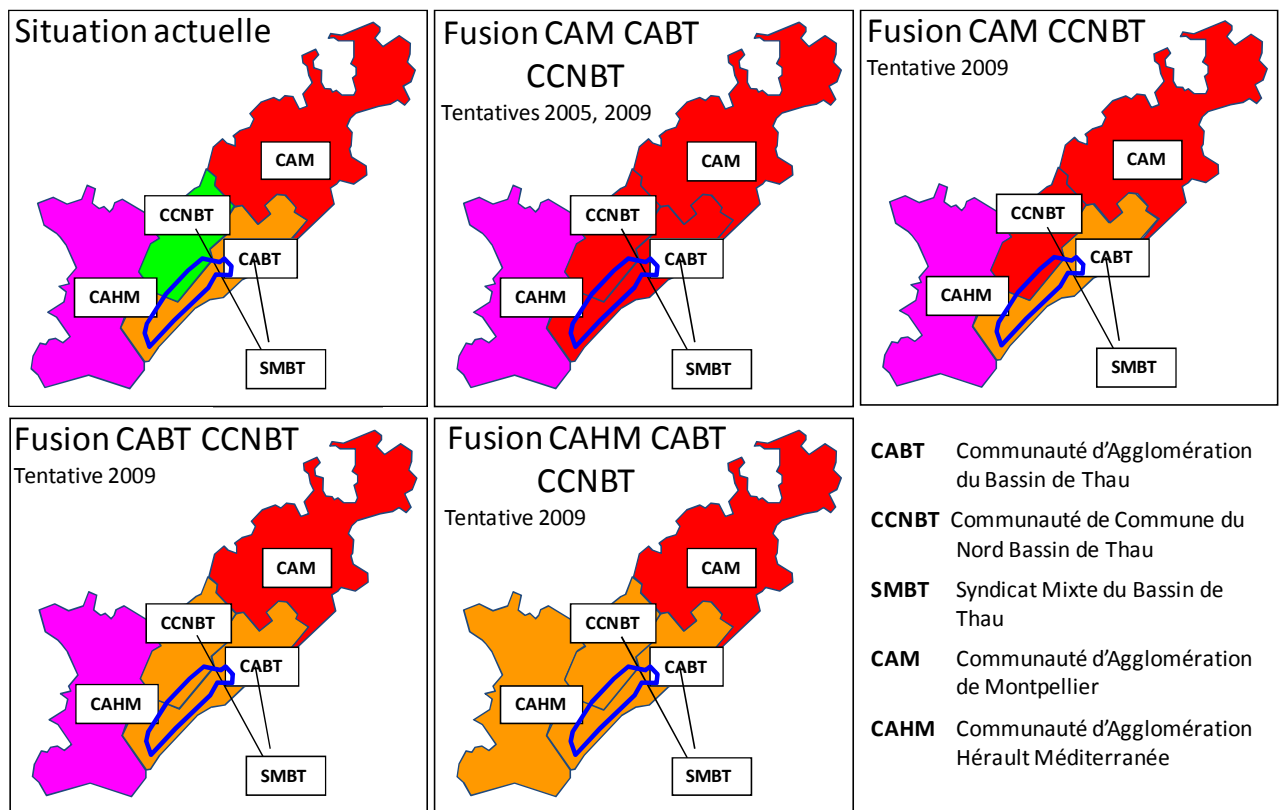 Situation actuelle
CAM
CCNBT
CABT
CAHM
SMBT
Fusion CAM CABT
CCNBT
Tentatives 2005, 2009
CAM
CCNBT
CABT
CAHM
SMBT
Fusion CAM CCNBT
Tentative 2009
CAM
CCNBT
CABT
CAHM
SMBT
Fusion CABT CCNBT
Tentative 2009
CAM
CCNBT
CABT
CAHM
SMBT
Fusion CAHM CABT
CCNBT
Tentative 2009
CAM
CCNBT
CABT
CAHM
SMBT
CABT Communauté d'Agglomération
du Bassin de Thau
CCNBT Communauté de Commune du
Nord Bassin de Thau
SMBT Syndicat Mixte du Bassin de
Thau
CAM Communauté d'Agglomération
de Montpellier
CAHM Communauté d'Agglomération
Hérault Méditerranée